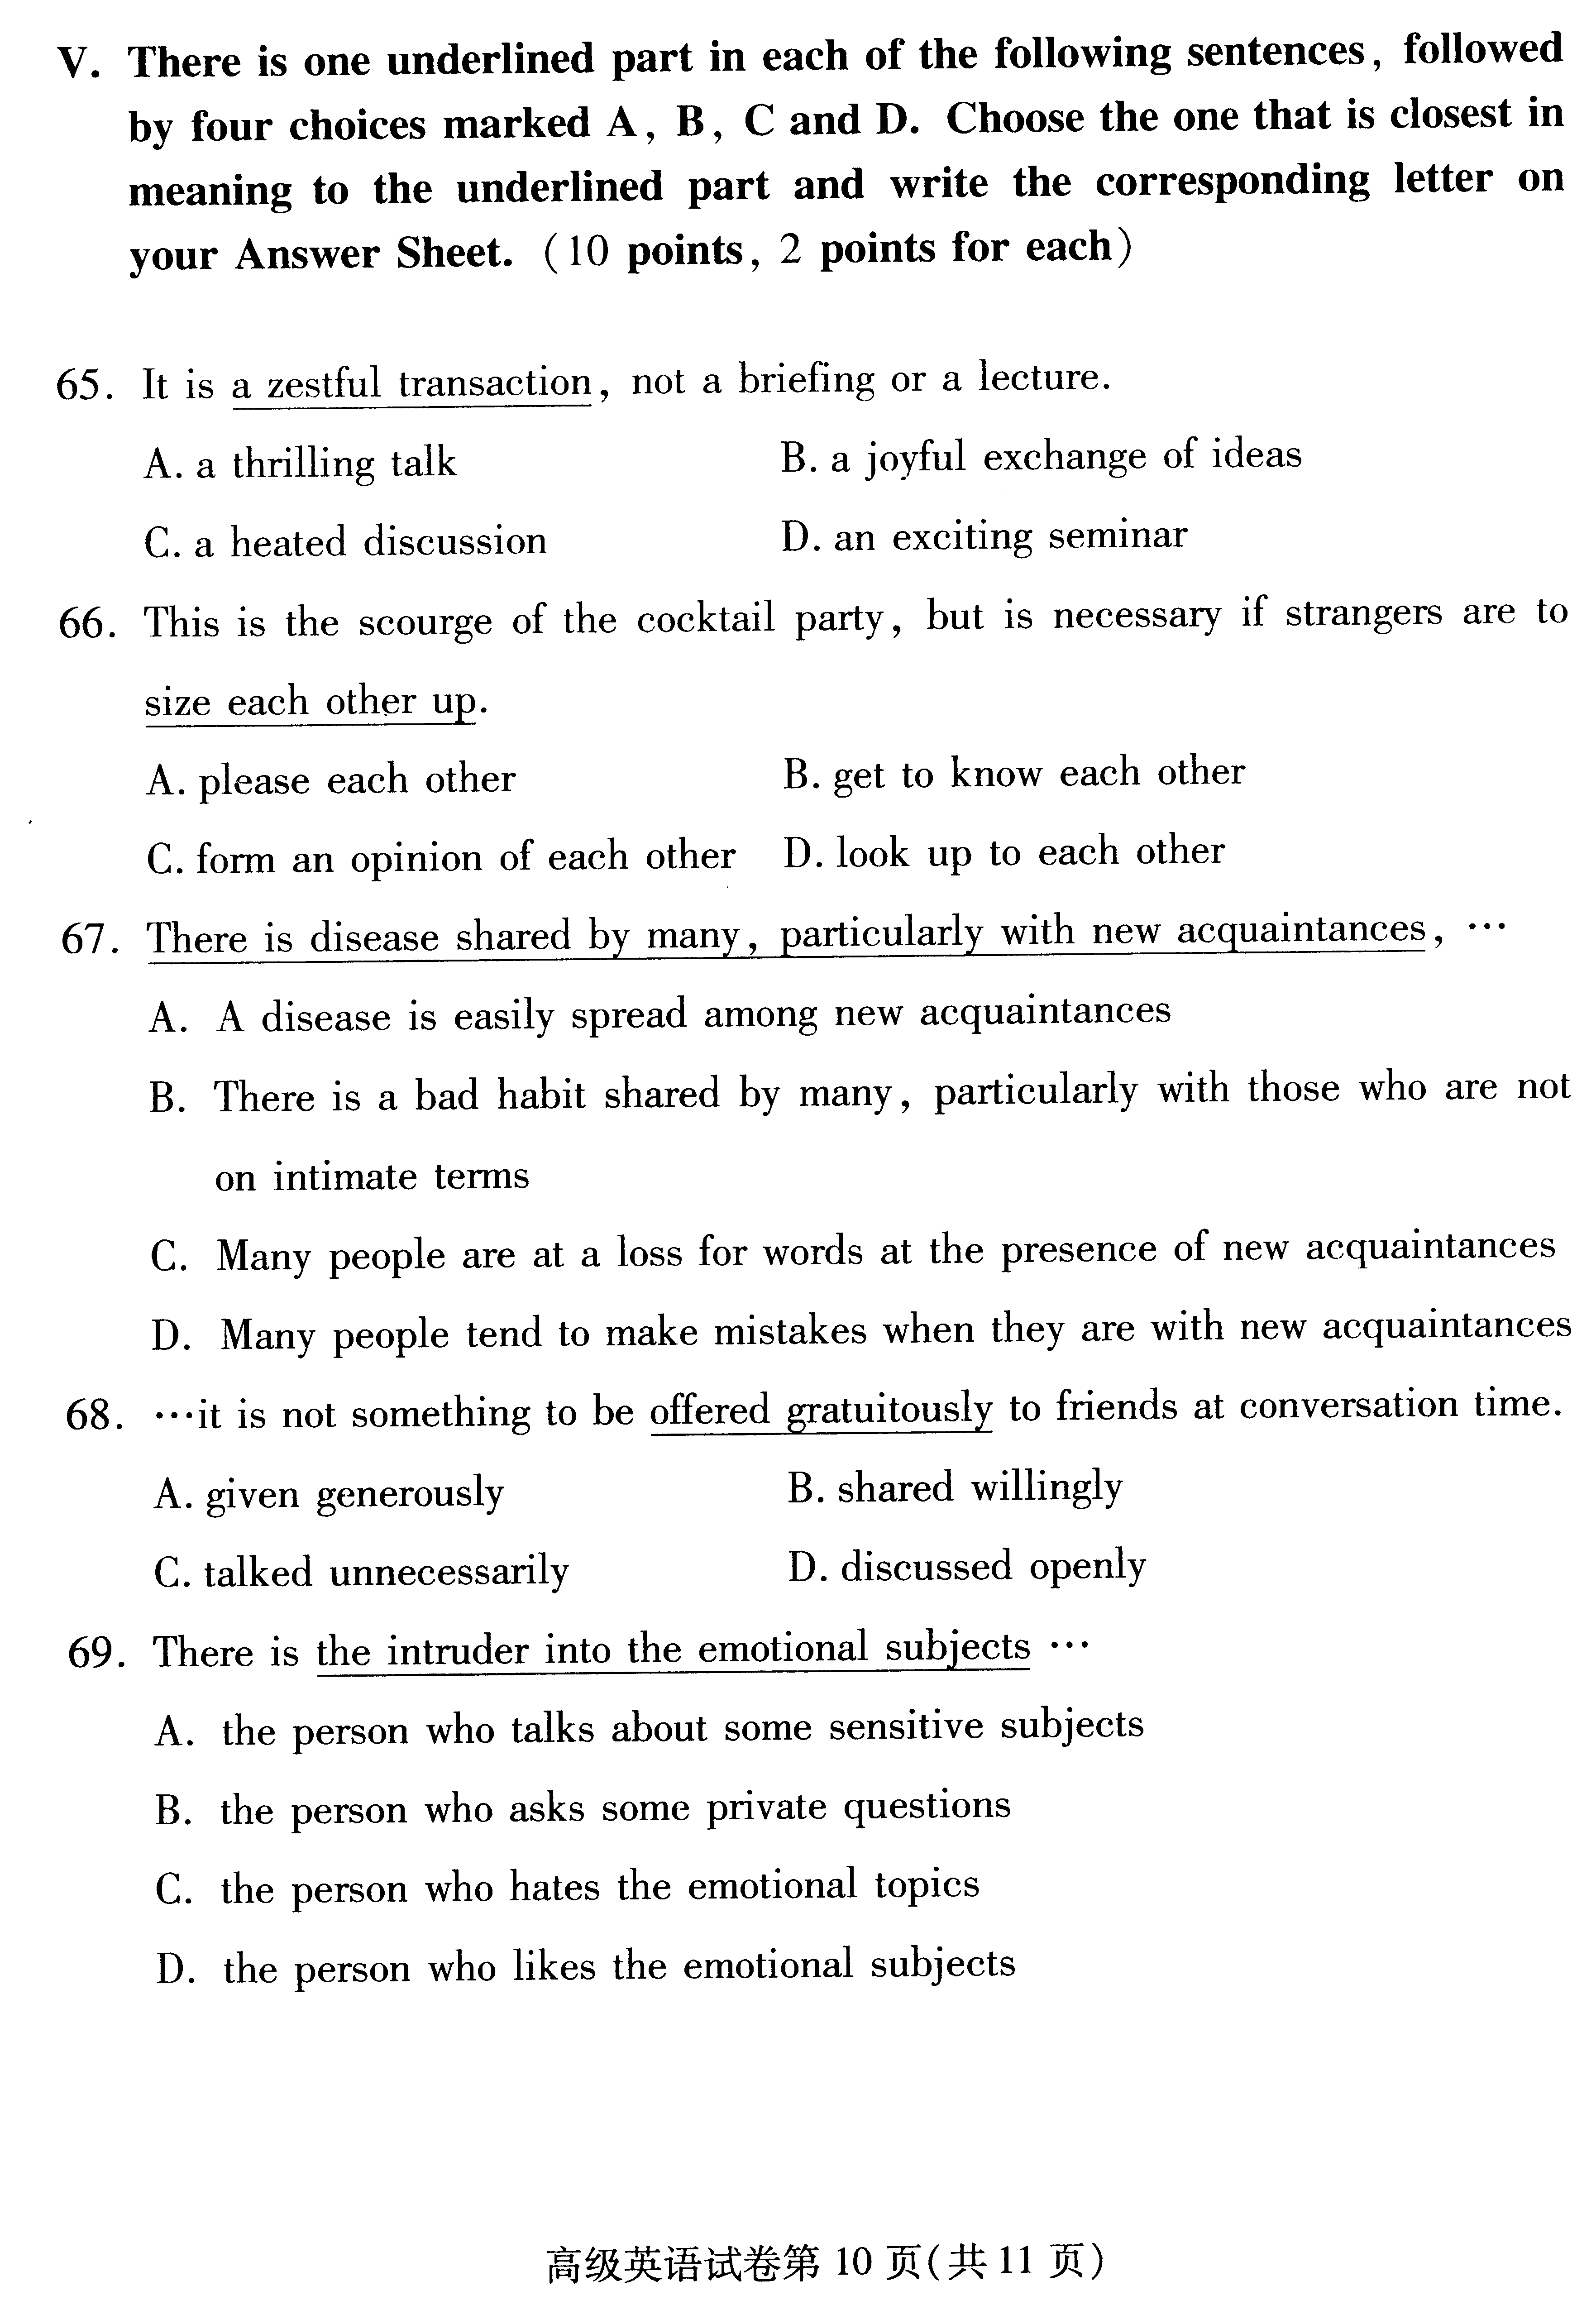 V. There is one underlined part in each of the following sentences, followed
by four choices marked A, B, C and D. Choose the one that is closest in
meaning to the underlined part and write the corresponding letter on
your Answer Sheet. (10 points, 2 points for each)
65. It is a zestful transaction, not a briefing or a lecture.
A. a thrilling talk B. a joyful exchange of ideas
C. a heated discussion D. an exciting seminar
66. This is the scourge of the cocktail party, but is necessary if strangers are to
size each other up.
A. please each other B. get to know each other
C. form an opinion of each other D. look up to each other
67. There is disease shared by many, particularly with new acquaintances, …
A. A disease is easily spread among new acquaintances
B. There is a bad habit shared by many, particularly with those who are not
on intimate terms
C. Many people are at a loss for words at the presence of new acquaintances
D. Many people tend to make mistakes when they are with new acquaintances
68. …it is not something to be offered gratuitously to friends at conversation time.
A. given generously B. shared willingly
C. talked unnecessarily D. discussed openly
69. There is the intruder into the emotional subjects …
A. the person who talks about some sensitive subjects
B. the person who asks some private questions
C. the person who hates the emotional topics
D. the person who likes the emotional subjects
高级英语试卷第 10 页(共 11 页)